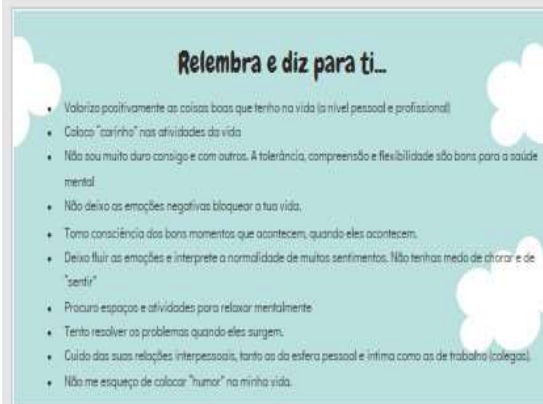 Relembra e diz para ti...
• Valorizo positivamente as coisas boas que tenho na vida (a nível pessoal e profissional)
• Coloco "carinho" nas atividades da vida
• Não sou muito duro consigo e com outros. A tolerância, compreensão e flexibilidade são bons para a saúde
mental
• Não deixo as emoções negativas bloquear a tua vida.
• Tomo consciência dos bons momentos que acontecem, quando eles acontecem.
• Deixo fluir as emoções e interprete a normalidade de muitos sentimentos. Não tenhas medo de chorar e de
"sentir"
• Procuro espaços e atividades para relaxar mentalmente
• Tento resolver os problemas quando eles surgem.
• Cuido das suas relações interpessoais, tanto as da esfera pessoal e íntima como as de trabalho (colegas).
• Não me esqueço de colocar "humor" na minha vida.